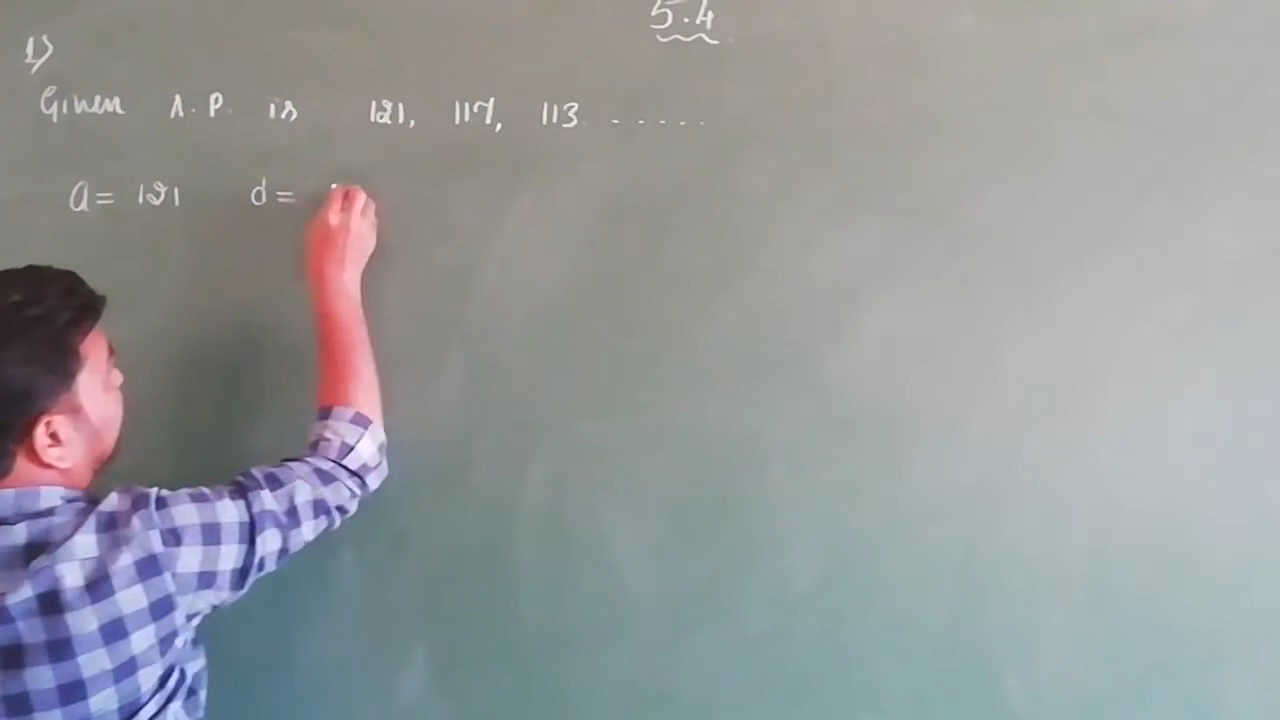 5.4
1)
Given A.P. is 121, 117, 113 .....
a = 121 d =